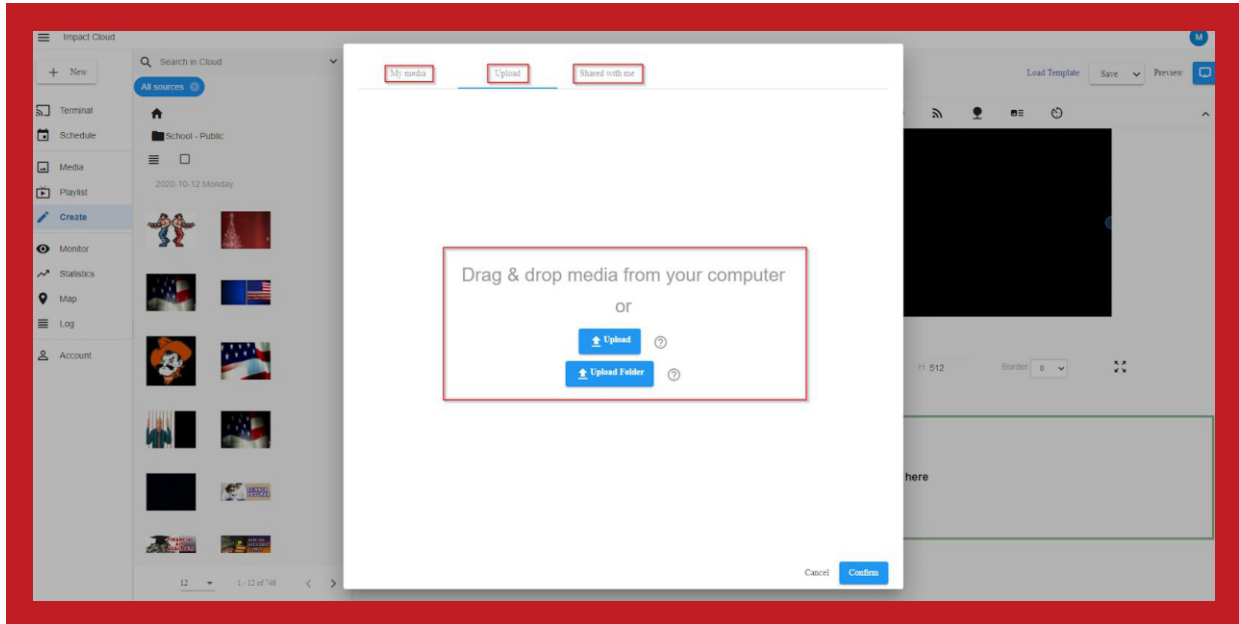 Impact Cloud
M
+ New
Search in Cloud
All sources
Terminal
Schedule
School - Public
Media
2020-10-12 Monday
Playlist
Create
Monitor
Statistics
Map
Log
Account
12
1 - 12 of 748
My media
Upload
Shared with me
Drag & drop media from your computer
or
Upload
Upload Folder
Cancel
Confirm
Load Template
Save
Preview
H 512
Border 0
here